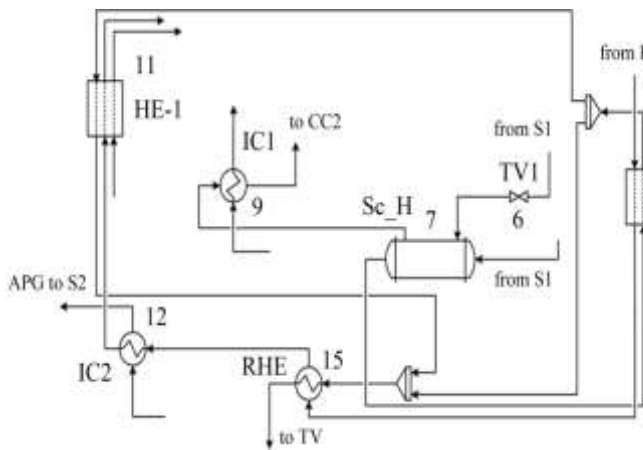 from
11
HE-1
to CC2
IC1
from S1
TV1
Sc_H
7
9
6
from S1
APG to S2
12
RHE
15
IC2
to TV